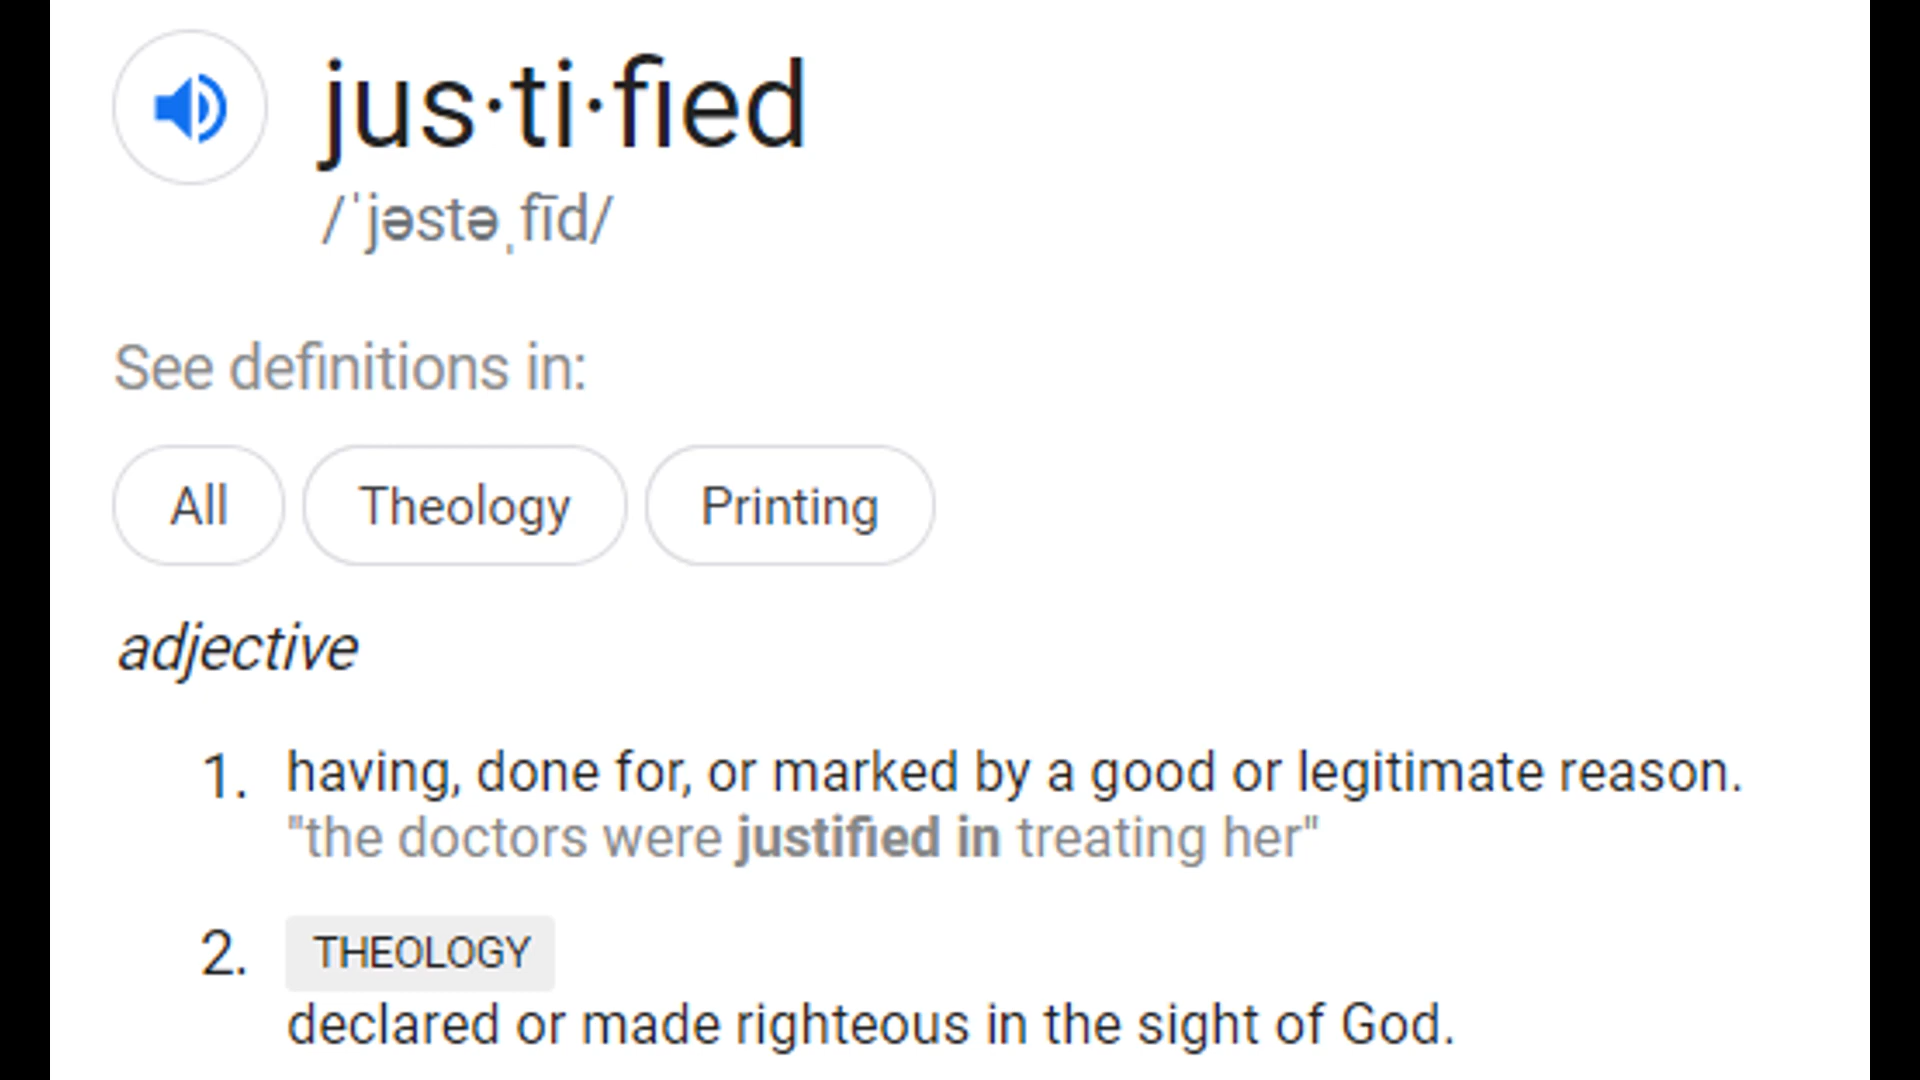 jus·ti·fied
/ˈjəstəˌfīd/
See definitions in:
All Theology Printing
adjective
1. having, done for, or marked by a good or legitimate reason.
"the doctors were justified in treating her"
2. THEOLOGY
declared or made righteous in the sight of God.